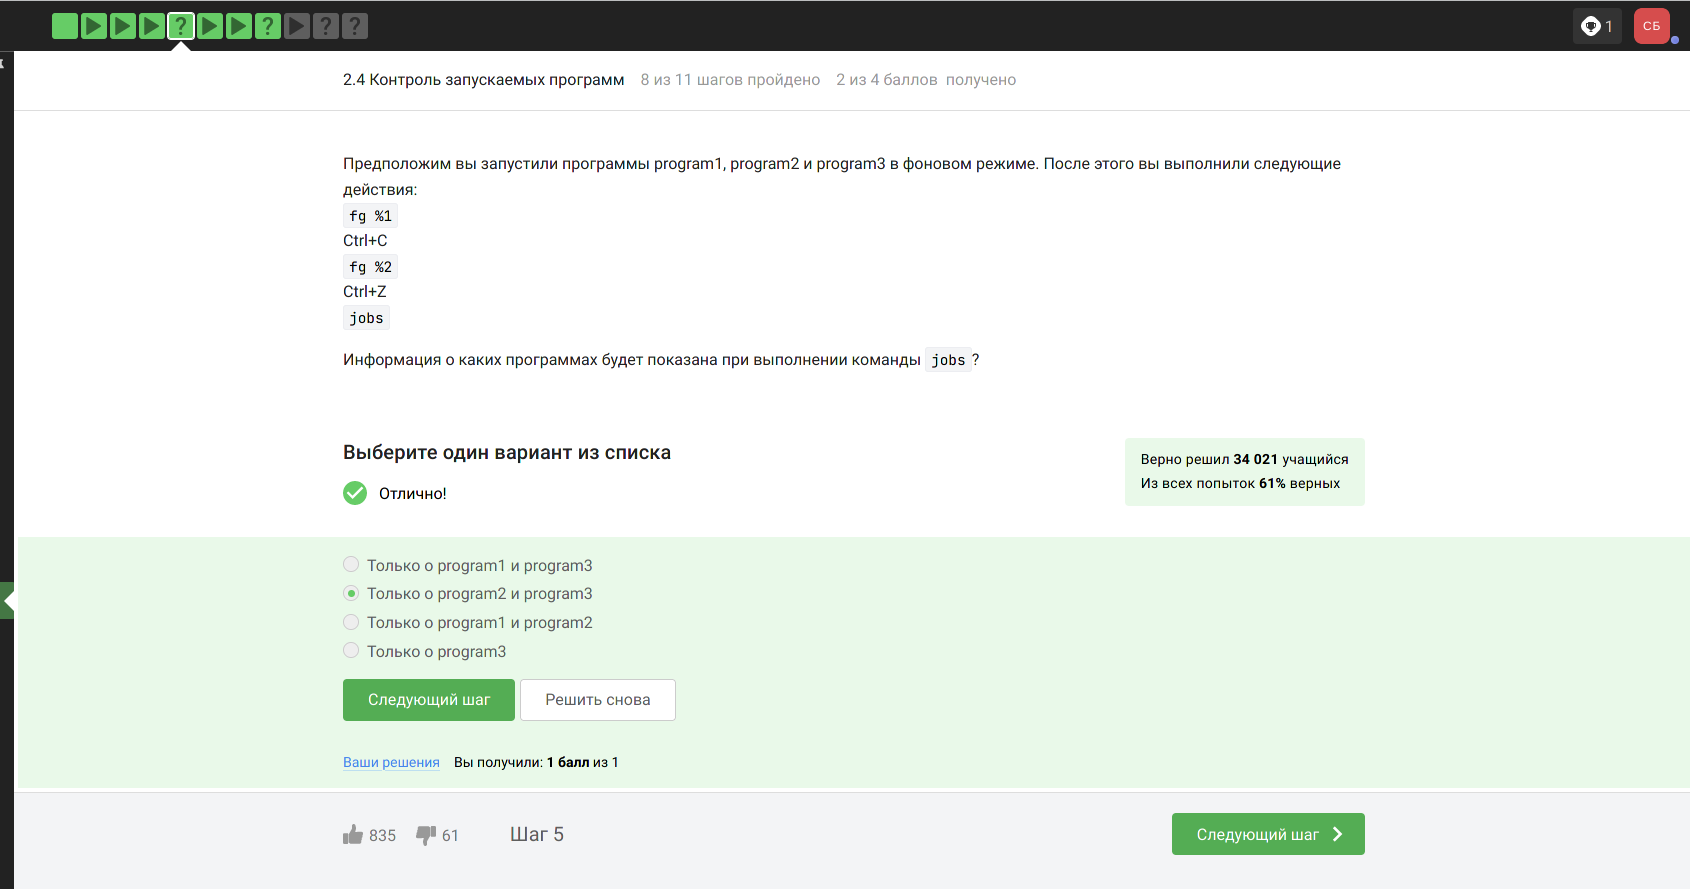 ? ? ? ?
1
СБ
2.4 Контроль запускаемых программ 8 из 11 шагов пройдено 2 из 4 баллов получено
Предположим вы запустили программы program1, program2 и program3 в фоновом режиме. После этого вы выполнили следующие
действия:
fg %1
Ctrl+C
fg %2
Ctrl+Z
jobs
Информация о каких программах будет показана при выполнении команды jobs ?
Выберите один вариант из списка
Отлично!
Верно решил 34 021 учащийся
Из всех попыток 61% верных
Только о program1 и program3
Только о program2 и program3
Только о program1 и program2
Только о program3
Следующий шаг
Решить снова
Ваши решения Вы получили: 1 балл из 1
835 61 Шаг 5
Следующий шаг